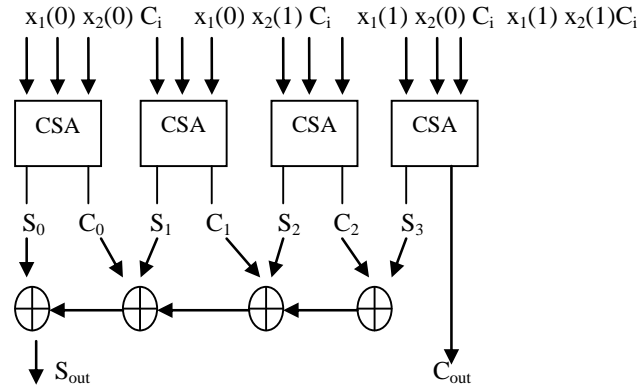 x₁(0) x₂(0) Cᵢ x₁(0) x₂(1) Cᵢ x₁(1) x₂(0) Cᵢ x₁(1) x₂(1)Cᵢ
CSA CSA CSA CSA
S₀ C₀ S₁ C₁ S₂ C₂ S₃
Sout Cout